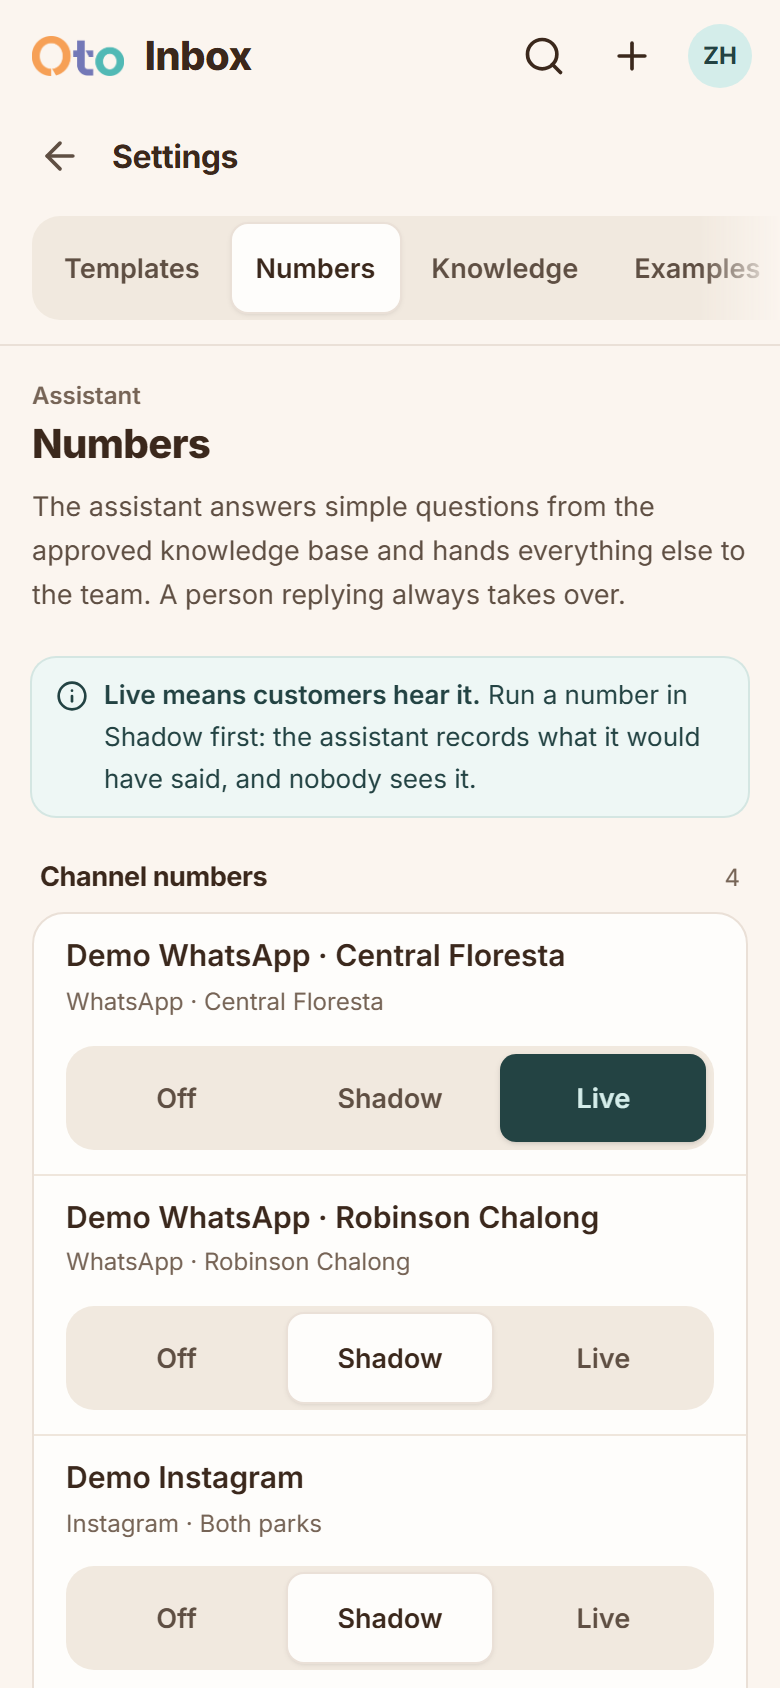 Oto Inbox
ZH
Settings
Templates
Numbers
Knowledge
Examples
Assistant
Numbers
The assistant answers simple questions from the
approved knowledge base and hands everything else to
the team. A person replying always takes over.
Live means customers hear it. Run a number in
Shadow first: the assistant records what it would
have said, and nobody sees it.
Channel numbers
4
Demo WhatsApp · Central Floresta
WhatsApp · Central Floresta
Off
Shadow
Live
Demo WhatsApp · Robinson Chalong
WhatsApp · Robinson Chalong
Off
Shadow
Live
Demo Instagram
Instagram · Both parks
Off
Shadow
Live